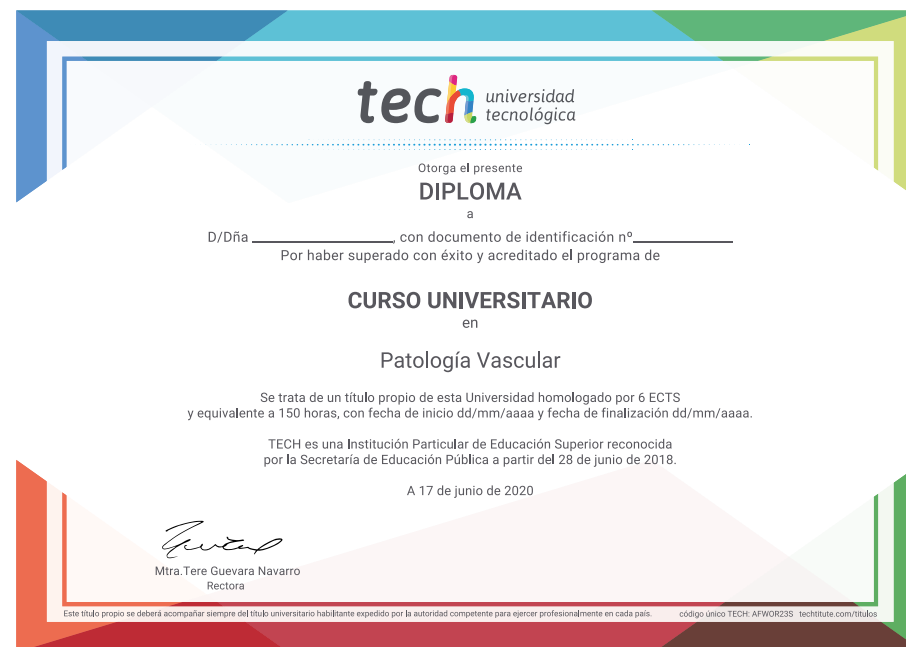 tech universidad
tecnológica
Otorga el presente
DIPLOMA
a
D/Dña ____________________, con documento de identificación nº______________
Por haber superado con éxito y acreditado el programa de
CURSO UNIVERSITARIO
en
Patología Vascular
Se trata de un título propio de esta Universidad homologado por 6 ECTS
y equivalente a 150 horas, con fecha de inicio dd/mm/aaaa y fecha de finalización dd/mm/aaaa.
TECH es una Institución Particular de Educación Superior reconocida
por la Secretaría de Educación Pública a partir del 28 de junio de 2018.
A 17 de junio de 2020
Mtra.Tere Guevara Navarro
Rectora
Este título propio se deberá acompañar siempre del título universitario habilitante expedido por la autoridad competente para ejercer profesionalmente en cada país. código único TECH: AFWOR23S techtitute.com/titulos